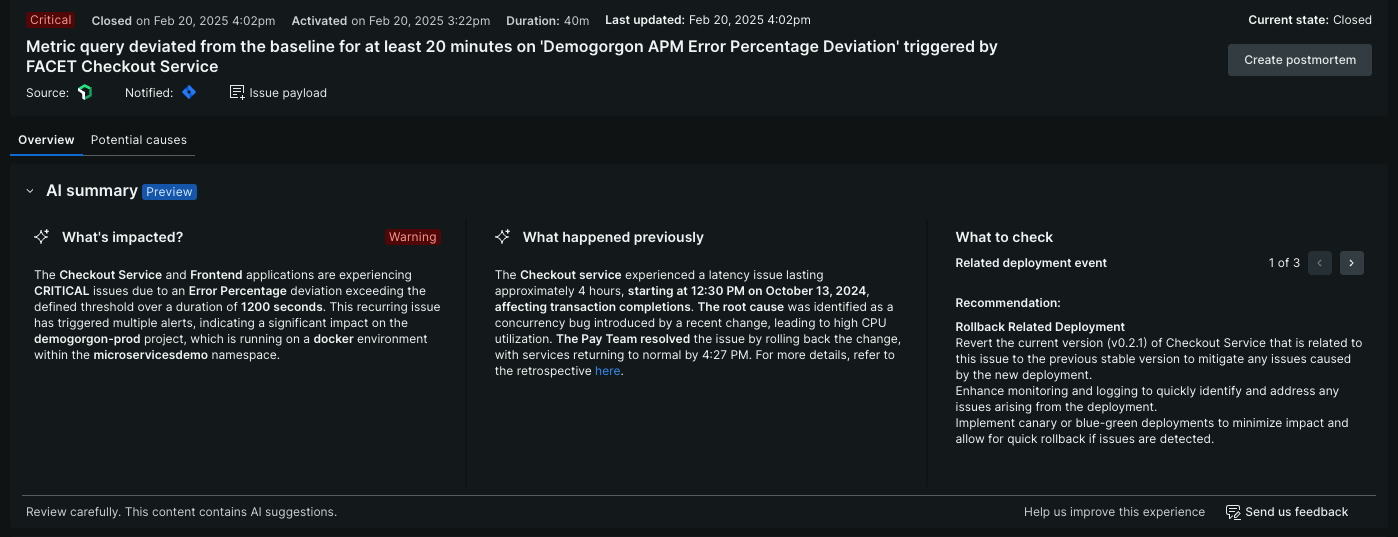 Critical Closed on Feb 20, 2025 4:02pm Activated on Feb 20, 2025 3:22pm Duration: 40m Last updated: Feb 20, 2025 4:02pm Current state: Closed
Metric query deviated from the baseline for at least 20 minutes on 'Demogorgon APM Error Percentage Deviation' triggered by
FACET Checkout Service
Create postmortem
Source: Notified: Issue payload
Overview Potential causes
AI summary Preview
What's impacted? Warning
The Checkout Service and Frontend applications are experiencing
CRITICAL issues due to an Error Percentage deviation exceeding the
defined threshold over a duration of 1200 seconds. This recurring issue
has triggered multiple alerts, indicating a significant impact on the
demogorgon-prod project, which is running on a docker environment
within the microservicesdemo namespace.
What happened previously
The Checkout service experienced a latency issue lasting
approximately 4 hours, starting at 12:30 PM on October 13, 2024,
affecting transaction completions. The root cause was identified as a
concurrency bug introduced by a recent change, leading to high CPU
utilization. The Pay Team resolved the issue by rolling back the change,
with services returning to normal by 4:27 PM. For more details, refer to
the retrospective here.
What to check
Related deployment event 1 of 3
Recommendation:
Rollback Related Deployment
Revert the current version (v0.2.1) of Checkout Service that is related to
this issue to the previous stable version to mitigate any issues caused
by the new deployment.
Enhance monitoring and logging to quickly identify and address any
issues arising from the deployment.
Implement canary or blue-green deployments to minimize impact and
allow for quick rollback if issues are detected.
Review carefully. This content contains AI suggestions.
Help us improve this experience Send us feedback